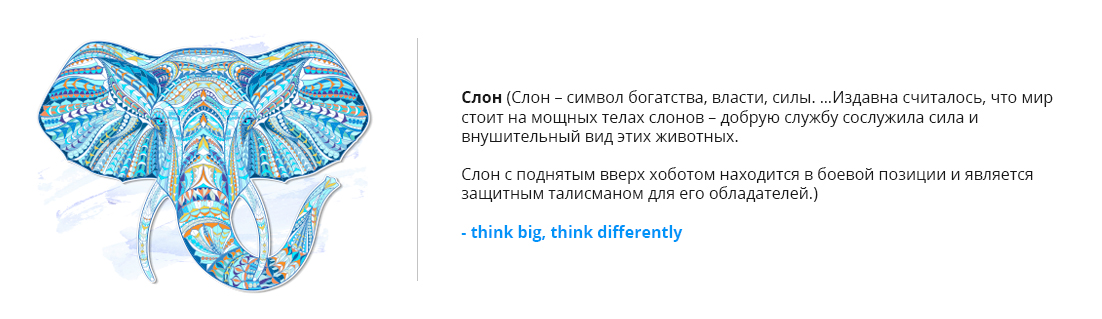 Слон (Слон – символ богатства, власти, силы. ...Издавна считалось, что мир
стоит на мощных телах слонов – добрую службу сослужила сила и
внушительный вид этих животных.
Слон с поднятым вверх хоботом находится в боевой позиции и является
защитным талисманом для его обладателей.)
- think big, think differently